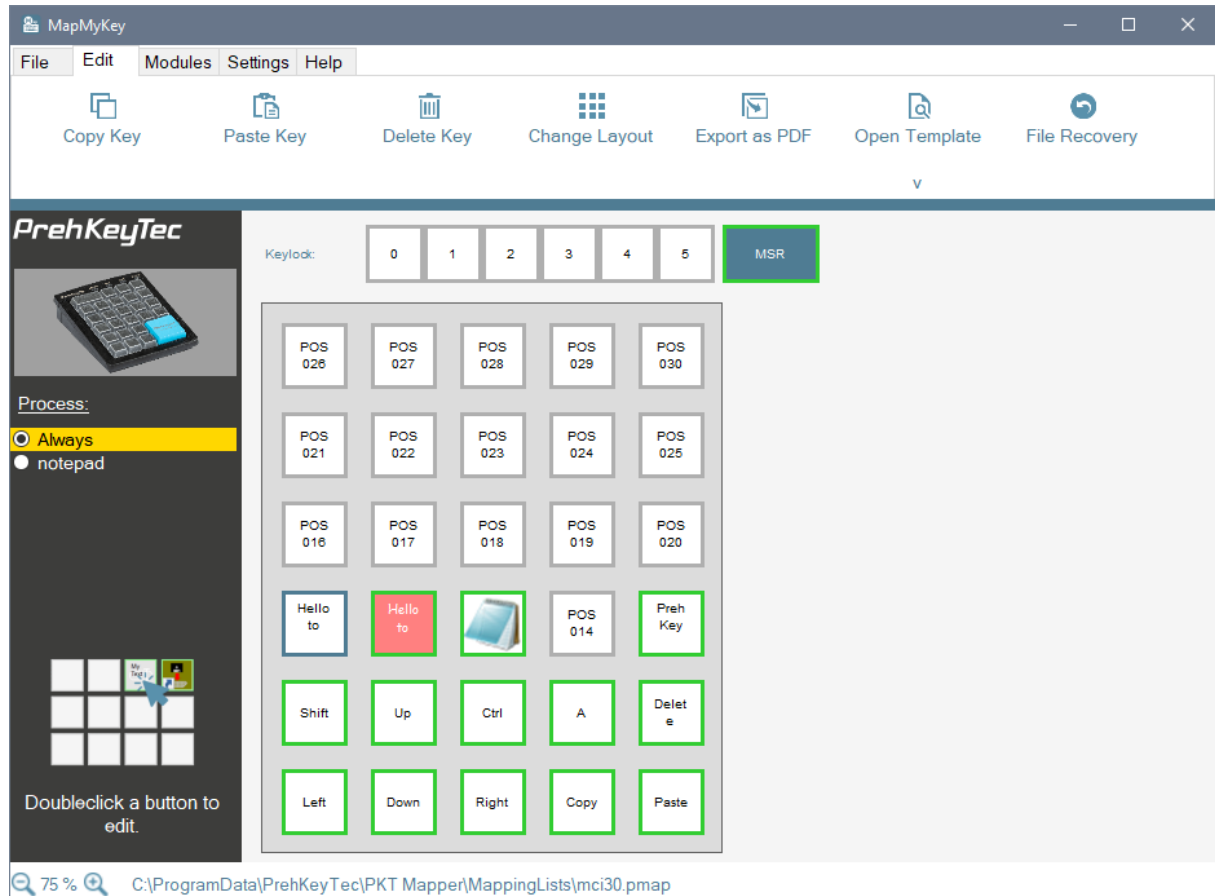 MapMyKey
File Edit Modules Settings Help
Copy Key Paste Key Delete Key Change Layout Export as PDF Open Template File Recovery
v
PrehKeyTec
Keylock: 0 1 2 3 4 5 MSR
POS 026 POS 027 POS 028 POS 029 POS 030
Process:
Always
notepad
POS 021 POS 022 POS 023 POS 024 POS 025
POS 016 POS 017 POS 018 POS 019 POS 020
Hello to Hello to POS 014 Preh Key
My
Text
Shift Up Ctrl A Delet e
Left Down Right Copy Paste
Doubleclick a button to
edit.
75 % C:\ProgramData\PrehKeyTec\PKT Mapper\MappingLists\mci30.pmap